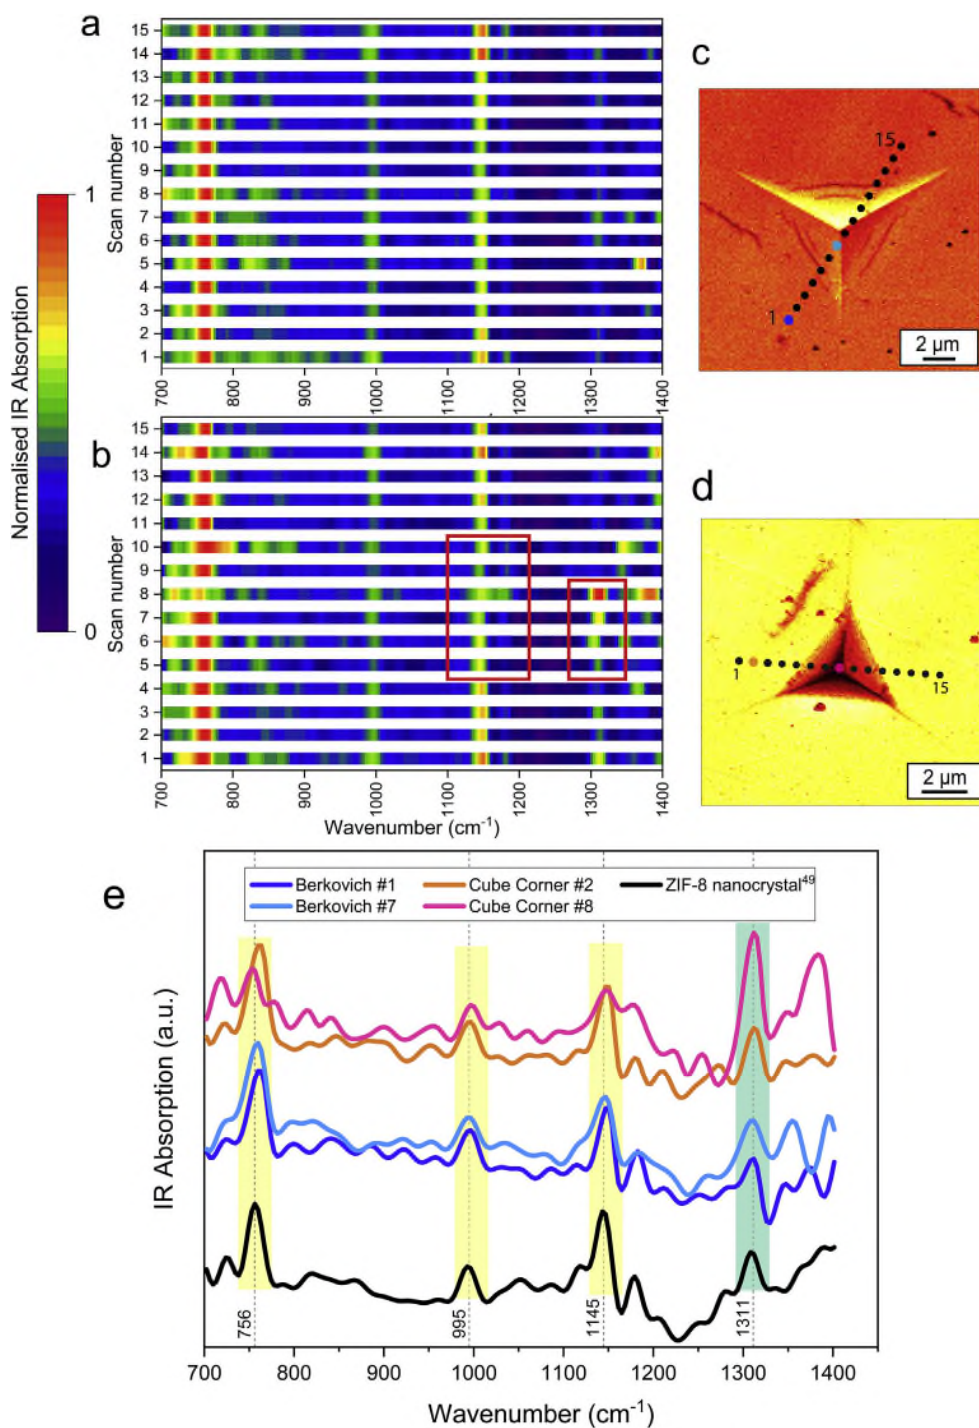 a
15
14
13
12
11
10
9
8
7
6
5
4
3
2
1
Scan number
700
800
900
1000
1100
1200
1300
1400
Normalised IR Absorption
1
0
c
15
1
2 µm
b
15
14
13
12
11
10
9
8
7
6
5
4
3
2
1
Scan number
700
800
900
1000
1100
1200
1300
1400
Wavenumber (cm⁻¹)
d
1
15
2 µm
e
Berkovich #1
Cube Corner #2
ZIF-8 nanocrystal⁴⁹
Berkovich #7
Cube Corner #8
IR Absorption (a.u.)
756
995
1145
1311
700 800 900 1000 1100 1200 1300 1400
Wavenumber (cm⁻¹)